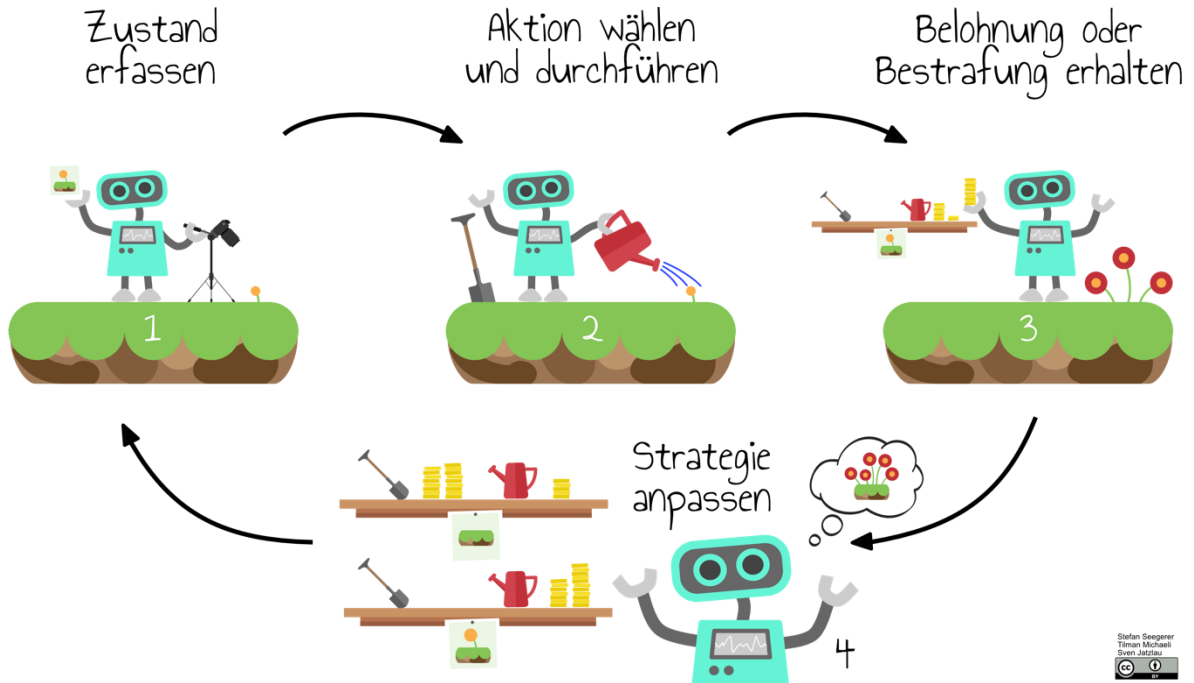 Zustand
erfassen
Aktion wählen
und durchführen
Belohnung oder
Bestrafung erhalten
1
2
3
Strategie
anpassen
4
Stefan Seegerer
Tilman Michaeli
Sven Jatzlau
cc
BY